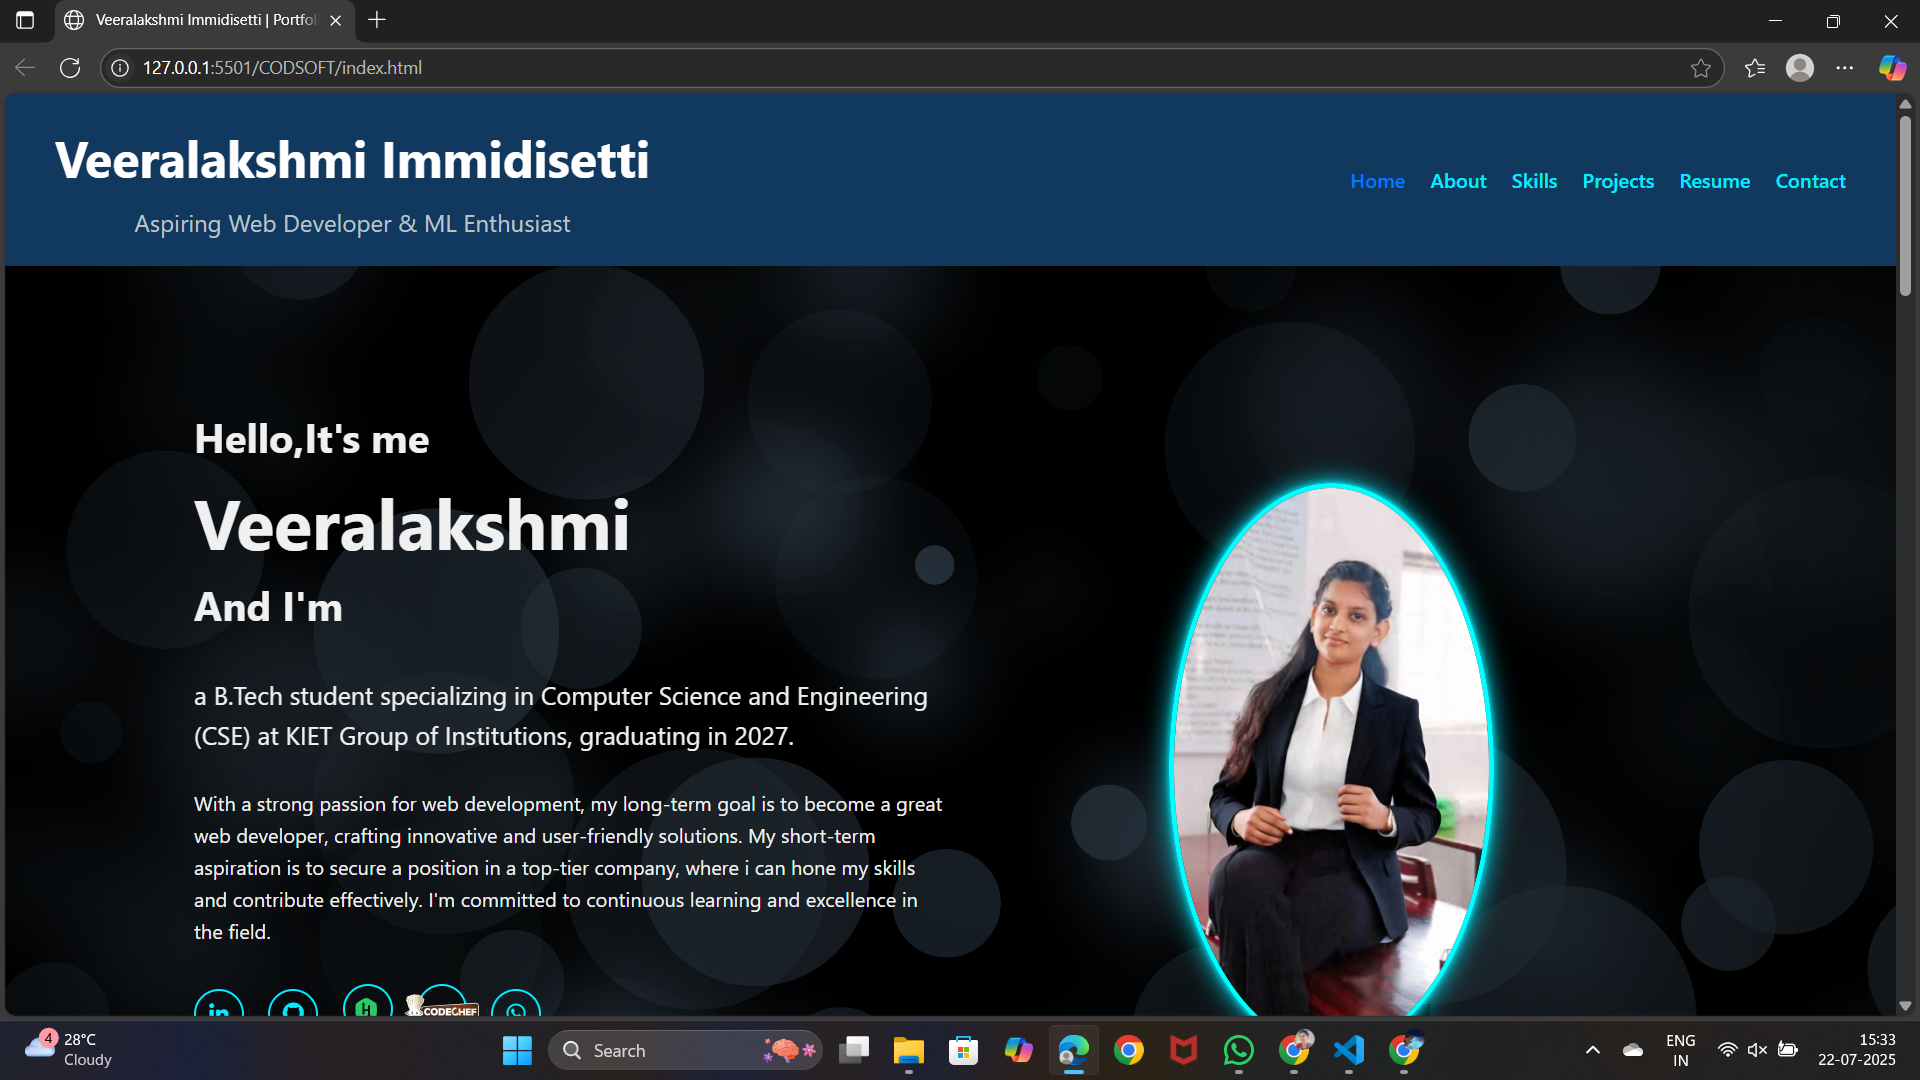 Veeralakshmi Immidisetti | Portfol
127.0.0.1:5501/CODSOFT/index.html
Veeralakshmi Immidisetti
Aspiring Web Developer & ML Enthusiast
Home About Skills Projects Resume Contact
Hello,It's me
Veeralakshmi
And I'm
a B.Tech student specializing in Computer Science and Engineering
(CSE) at KIET Group of Institutions, graduating in 2027.
With a strong passion for web development, my long-term goal is to become a great
web developer, crafting innovative and user-friendly solutions. My short-term
aspiration is to secure a position in a top-tier company, where i can hone my skills
and contribute effectively. I'm committed to continuous learning and excellence in
the field.
in
H
CODECHEF
4
28°C
Cloudy
Search
ENG
IN
15:33
22-07-2025